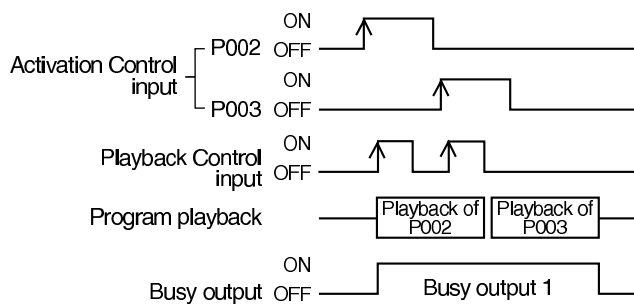 ON
P002
OFF
Activation Control
input
ON
P003
OFF
ON
Playback Control
input
OFF
Program playback
Playback of
P002
Playback of
P003
ON
Busy output
OFF
Busy output 1